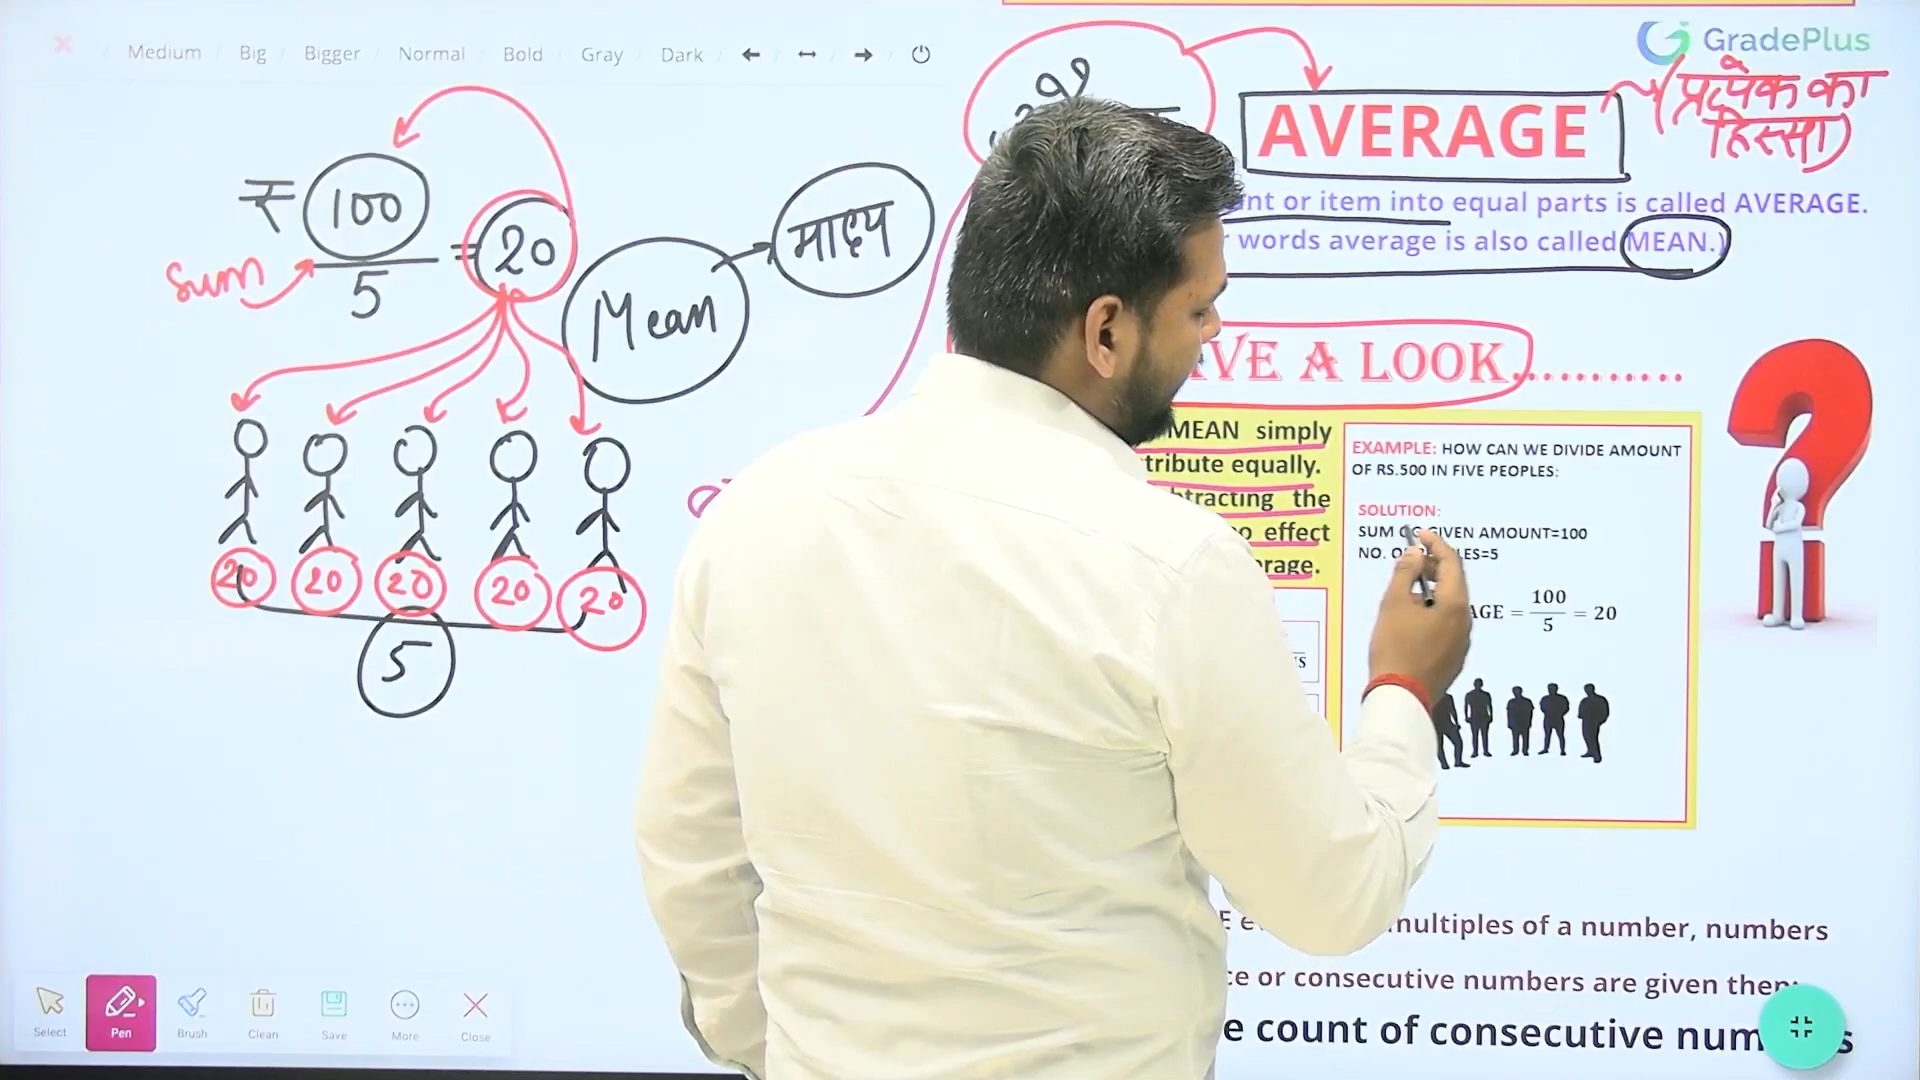 Medium / Big / Bigger / Normal / Bold / Gray / Dark
GradePlus
AVERAGE
प्रत्येक का
हिस्सा
₹ 100
5
= 20
Sum
Mean
माध्य
nt or item into equal parts is called AVERAGE.
words average is also called MEAN.)
VE A LOOK...........
MEAN simply
tribute equally.
btracting the
o effect
rage.
EXAMPLE: HOW CAN WE DIVIDE AMOUNT
OF RS.500 IN FIVE PEOPLES:
SOLUTION:
SUM GIVEN AMOUNT=100
NO. LES=5
AGE = 100/5 = 20
20 20 20 20 20
5
multiples of a number, numbers
ce or consecutive numbers are given then:
e count of consecutive num s
Select Pen Brush Clean Save More Close